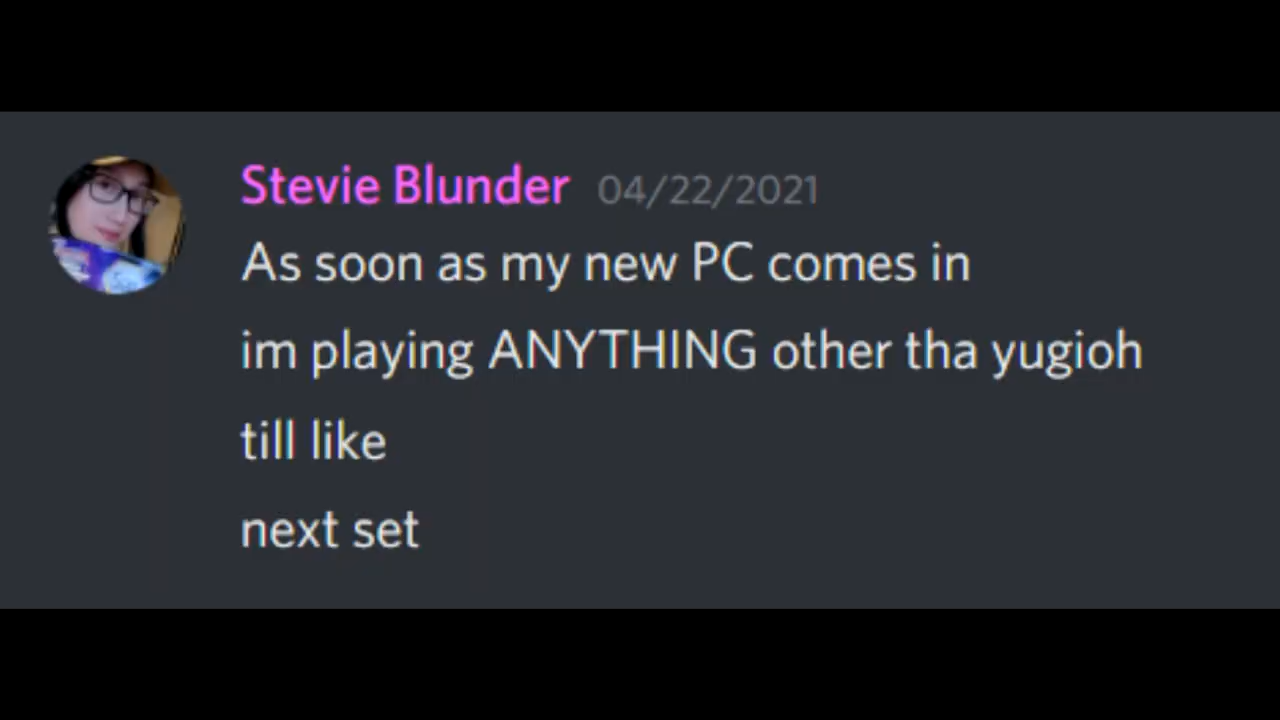 Stevie Blunder 04/22/2021
As soon as my new PC comes in
im playing ANYTHING other tha yugioh
till like
next set